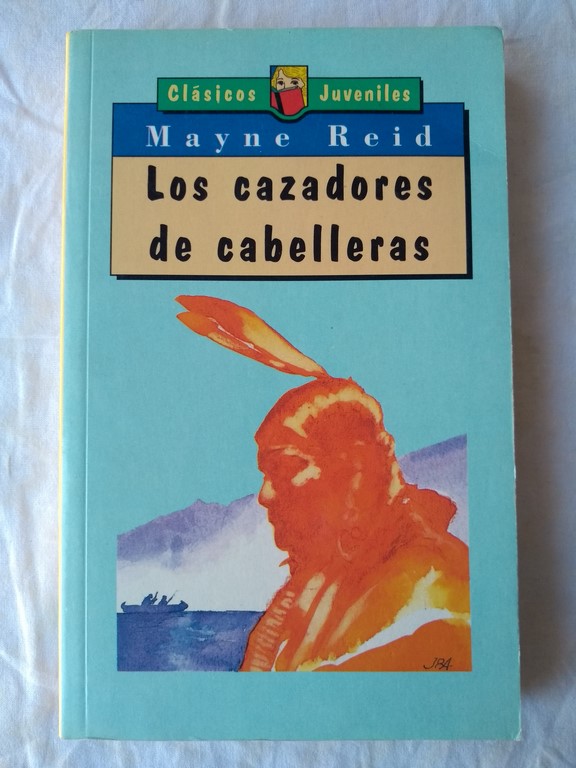 Clásicos Juveniles
Mayne Reid
Los cazadores
de cabelleras
JBA.